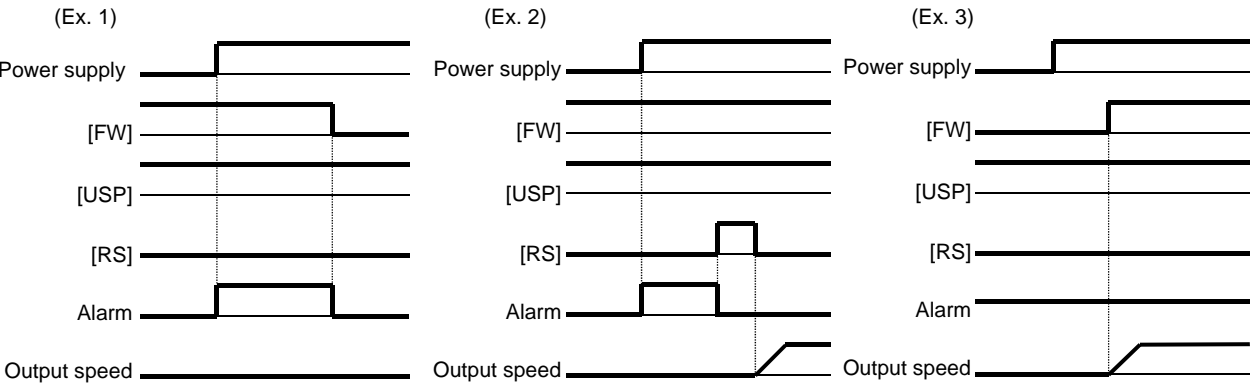 (Ex. 1)
Power supply
[FW]
[USP]
[RS]
Alarm
Output speed
(Ex. 2)
Power supply
[FW]
[USP]
[RS]
Alarm
Output speed
(Ex. 3)
Power supply
[FW]
[USP]
[RS]
Alarm
Output speed